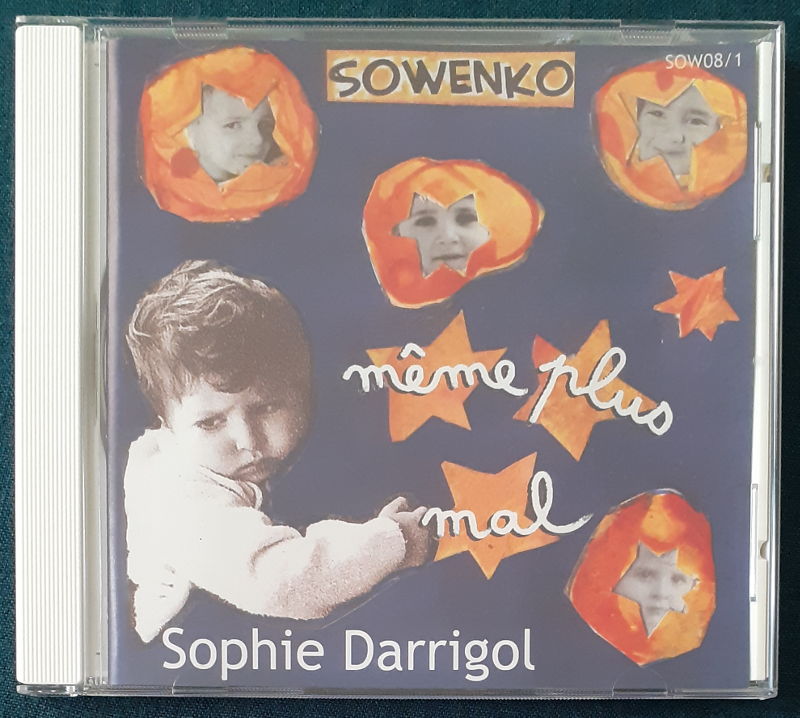 SOWENKO
SOW08/1
même plus
mal
Sophie Darrigol